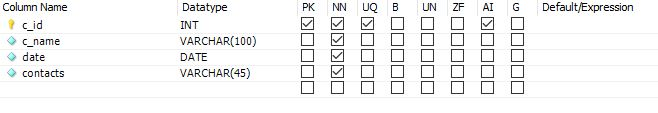 Column Name Datatype PK NN UQ B UN ZF AI G Default/Expression
c_id INT
c_name VARCHAR(100)
date DATE
contacts VARCHAR(45)